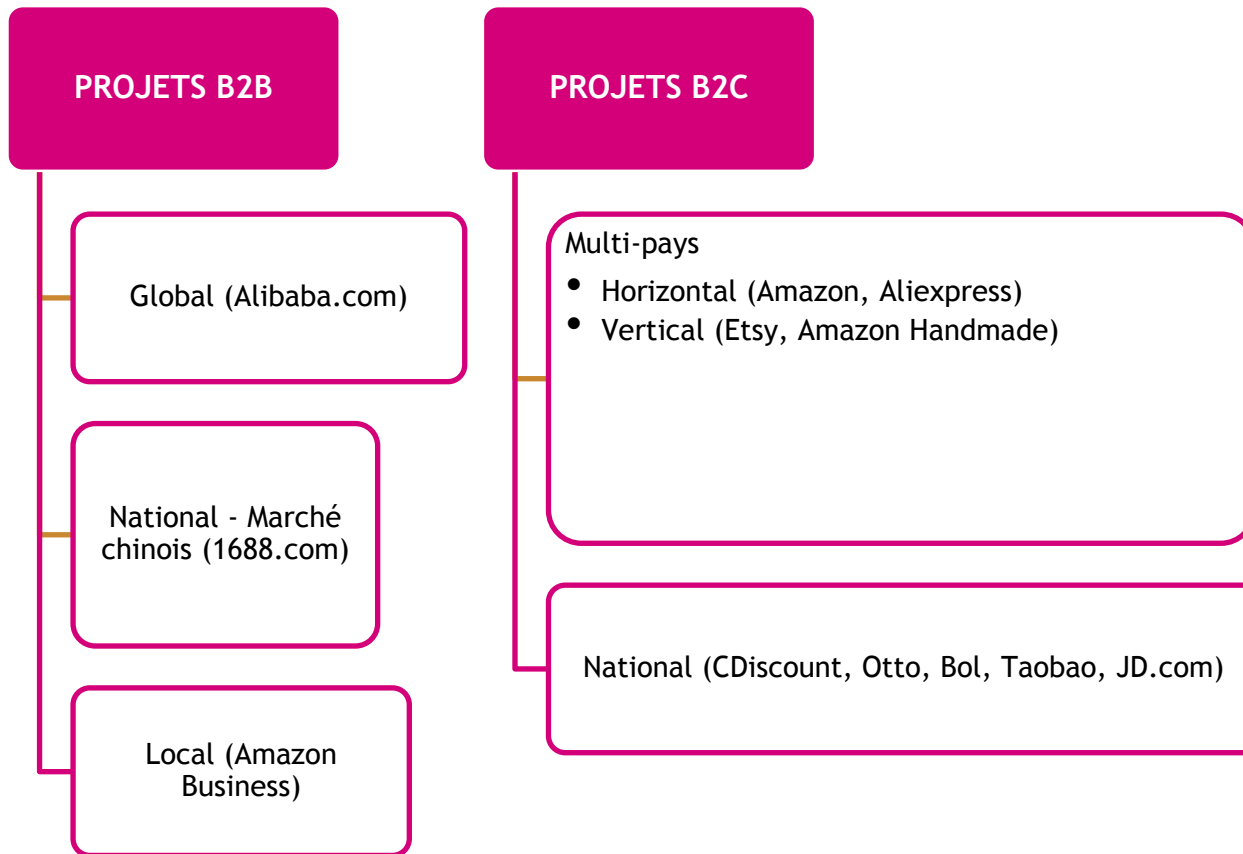 PROJETS B2B
Global (Alibaba.com)
National - Marché
chinois (1688.com)
Local (Amazon
Business)
PROJETS B2C
Multi-pays
• Horizontal (Amazon, Aliexpress)
• Vertical (Etsy, Amazon Handmade)
National (CDiscount, Otto, Bol, Taobao, JD.com)